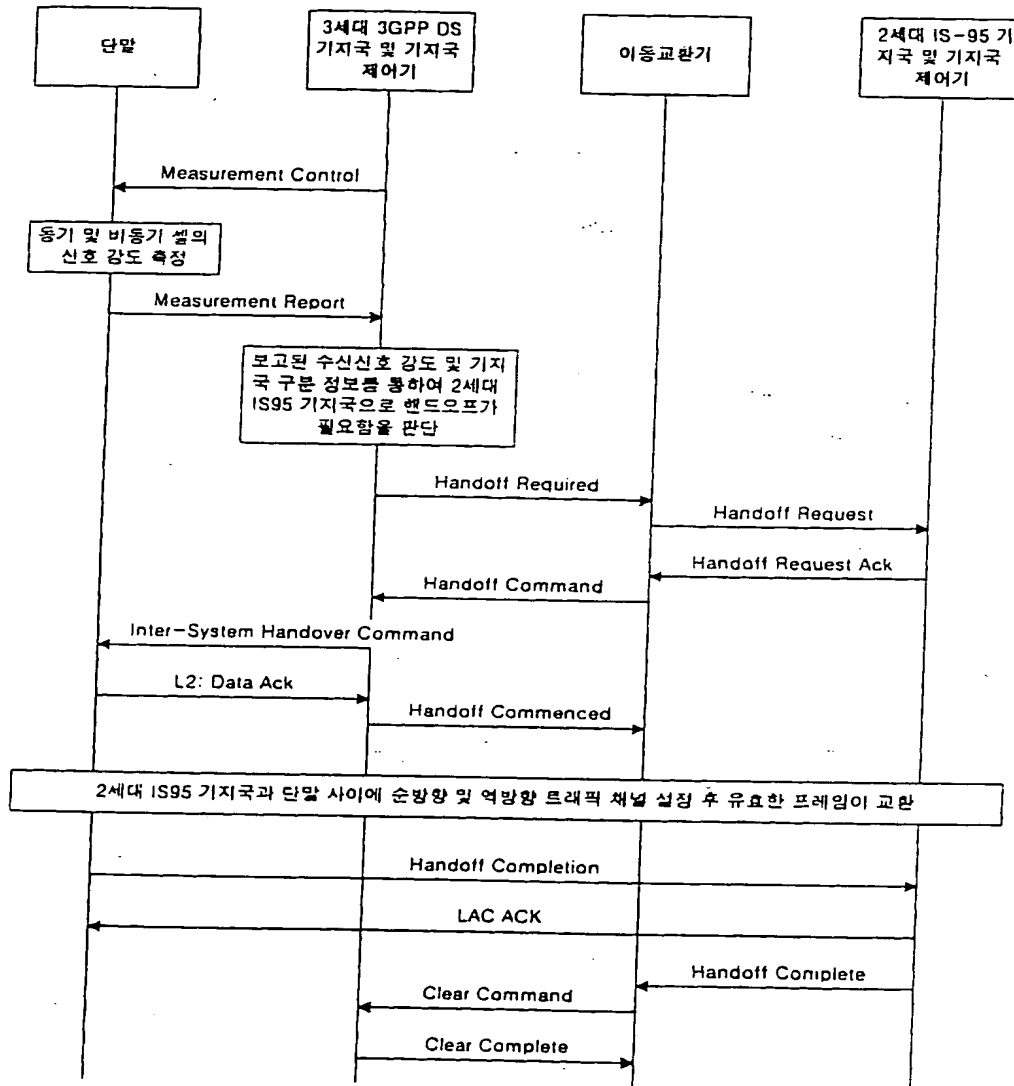 단말
3세대 3GPP DS
기지국 및 기지국
제어기
이동교환기
2세대 IS-95 기
지국 및 기지국
제어기
Measurement Control
동기 및 비동기 셀의
신호 강도 측정
Measurement Report
보고된 수신신호 강도 및 기지
국 구분 정보를 통하여 2세대
IS95 기지국으로 핸드오프가
필요함을 판단
Handoff Required
Handoff Request
Handoff Request Ack
Handoff Command
Inter-System Handover Command
L2: Data Ack
Handoff Commenced
2세대 IS95 기지국과 단말 사이에 순방향 및 역방향 트래픽 채널 설정 후 유효한 프레임이 교환
Handoff Completion
LAC ACK
Handoff Complete
Clear Command
Clear Complete